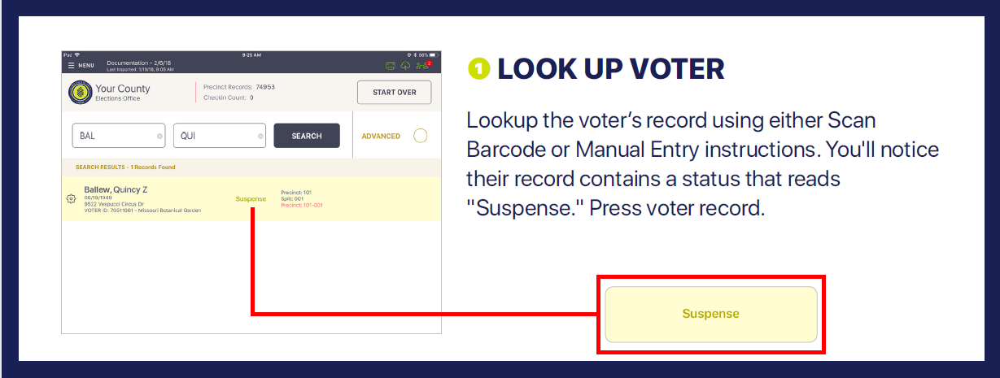 iPad 9:25 AM 56%
MENU Documentation - 2/6/18
Last Imported: 1/19/18, 9:05 AM
2
Your County
Elections Office
Precinct Records: 74953
Checkin Count: 0
START OVER
BAL QUI SEARCH ADVANCED
SEARCH RESULTS - 1 Records Found
Ballew, Quincy Z
06/19/1949
9522 Vespucci Circus Dr
VOTER ID: 76511061 - Missouri Botanical Garden
Suspense
Precinct: 101
Split: 001
Precinct: 101-001
1 LOOK UP VOTER
Lookup the voter's record using either Scan
Barcode or Manual Entry instructions. You'll notice
their record contains a status that reads
"Suspense." Press voter record.
Suspense